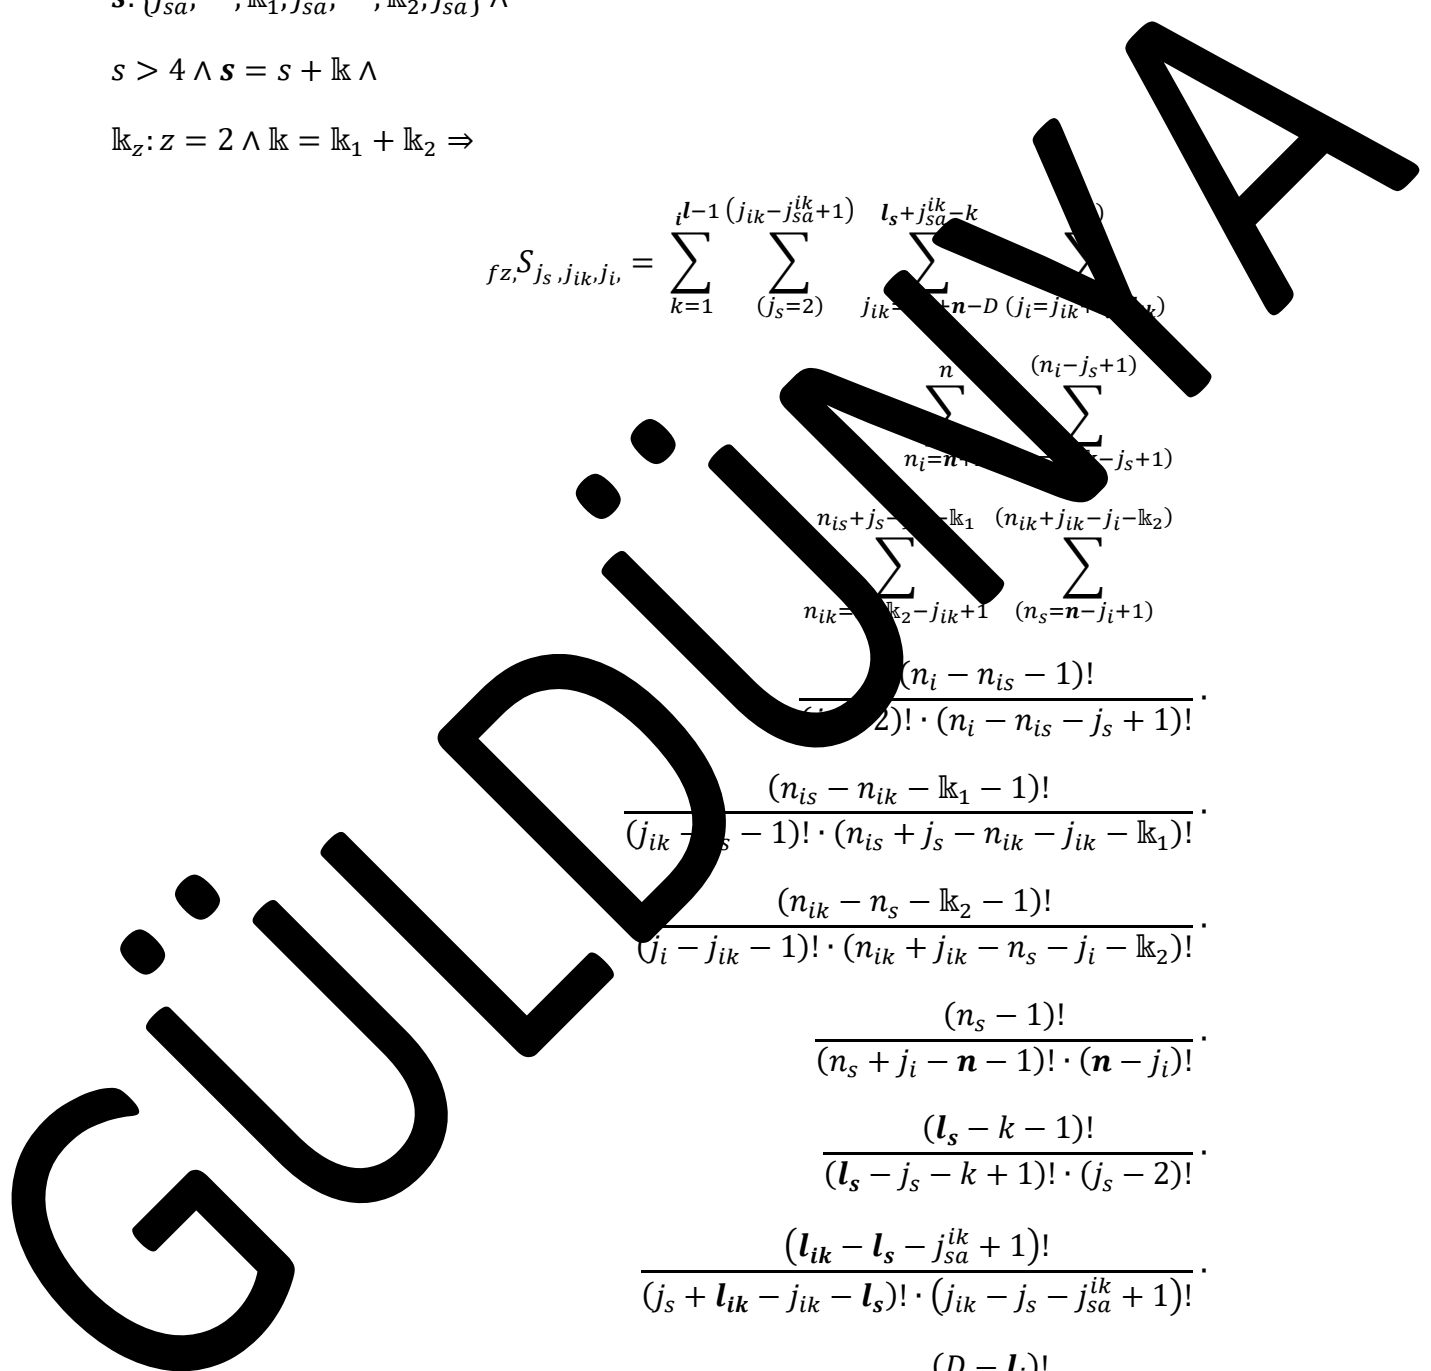 s > 4 ∧ 𝒔 = s + 𝕜 ∧
𝕜_z: z = 2 ∧ 𝕜 = 𝕜_1 + 𝕜_2 ⇒
_{fz,}S_{j_s,j_{ik},j_i,} = ∑_{k=1}^{_i𝒍−1} ∑_{(j_s=2)}^{(j_{ik}−j_{sa}^{ik}+1)} ∑^{𝒍_𝒔+j_{sa}^{ik}−k} ∑
n (n_i−j_s+1)
∑ ∑
−j_s+1)
∑ ∑_{(n_s=𝒏−j_i+1)}^{(n_{ik}+j_{ik}−j_i−𝕜_2)}
(n_i − n_{is} − 1)!
2)! · (n_i − n_{is} − j_s + 1)! ·
(n_{is} − n_{ik} − 𝕜_1 − 1)!
(j_{ik} − − 1)! · (n_{is} + j_s − n_{ik} − j_{ik} − 𝕜_1)! ·
(n_{ik} − n_s − 𝕜_2 − 1)!
(j_i − j_{ik} − 1)! · (n_{ik} + j_{ik} − n_s − j_i − 𝕜_2)! ·
(n_s − 1)!
(n_s + j_i − 𝒏 − 1)! · (𝒏 − j_i)! ·
(𝒍_𝒔 − k − 1)!
(𝒍_𝒔 − j_s − k + 1)! · (j_s − 2)! ·
(𝒍_{𝒊𝒌} − 𝒍_𝒔 − j_{sa}^{ik} + 1)!
(j_s + 𝒍_{𝒊𝒌} − j_{ik} − 𝒍_𝒔)! · (j_{ik} − j_s − j_{sa}^{ik} + 1)! ·
GÜLDÜNYA